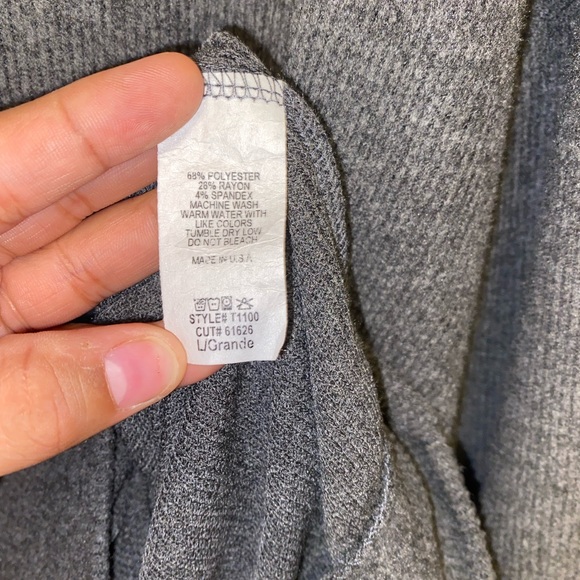 68% POLYESTER
28% RAYON
4% SPANDEX
MACHINE WASH
WARM WATER WITH
LIKE COLORS
TUMBLE DRY LOW
DO NOT BLEACH
MADE IN U.S.A.
STYLE# T1100
CUT# 61626
L/Grande